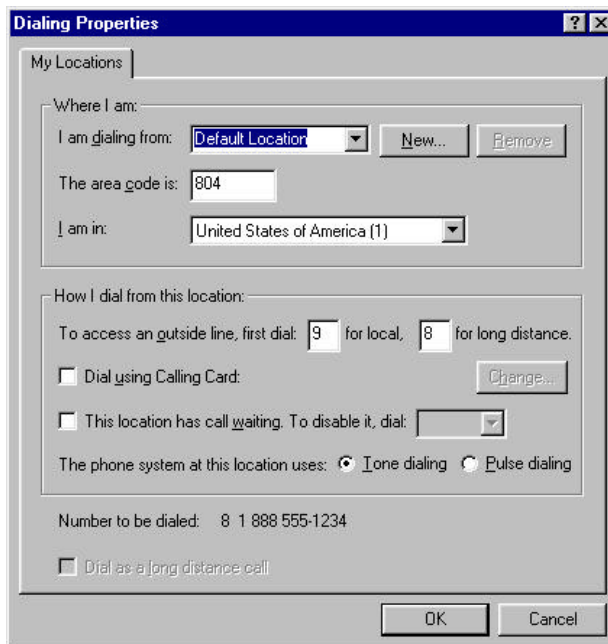 Dialing Properties
My Locations
Where I am:
I am dialing from: Default Location New... Remove
The area code is: 804
I am in: United States of America (1)
How I dial from this location:
To access an outside line, first dial: 9 for local, 8 for long distance.
Dial using Calling Card: Change...
This location has call waiting. To disable it, dial:
The phone system at this location uses: Tone dialing Pulse dialing
Number to be dialed: 8 1 888 555-1234
Dial as a long distance call
OK Cancel